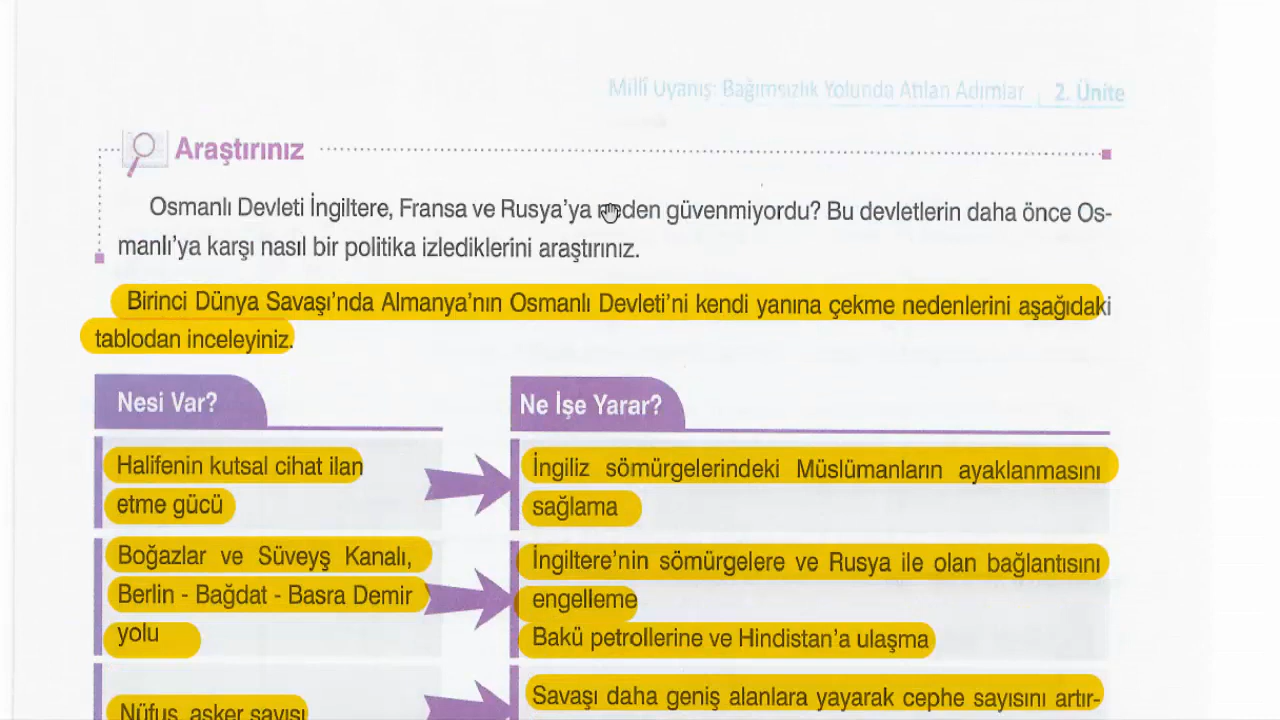 Millî Uyanış: Bağımsızlık Yolunda Atılan Adımlar 2. Ünite
Araştırınız
Osmanlı Devleti İngiltere, Fransa ve Rusya’ya neden güvenmiyordu? Bu devletlerin daha önce Os-
manlı’ya karşı nasıl bir politika izlediklerini araştırınız.
Birinci Dünya Savaşı’nda Almanya’nın Osmanlı Devleti’ni kendi yanına çekme nedenlerini aşağıdaki
tablodan inceleyiniz.
Nesi Var?
Ne İşe Yarar?
Halifenin kutsal cihat ilan
etme gücü
İngiliz sömürgelerindeki Müslümanların ayaklanmasını
sağlama
Boğazlar ve Süveyş Kanalı,
Berlin - Bağdat - Basra Demir
yolu
İngiltere’nin sömürgelere ve Rusya ile olan bağlantısını
engelleme
Bakü petrollerine ve Hindistan’a ulaşma
Nüfus, asker sayısı
Savaşı daha geniş alanlara yayarak cephe sayısını artır-